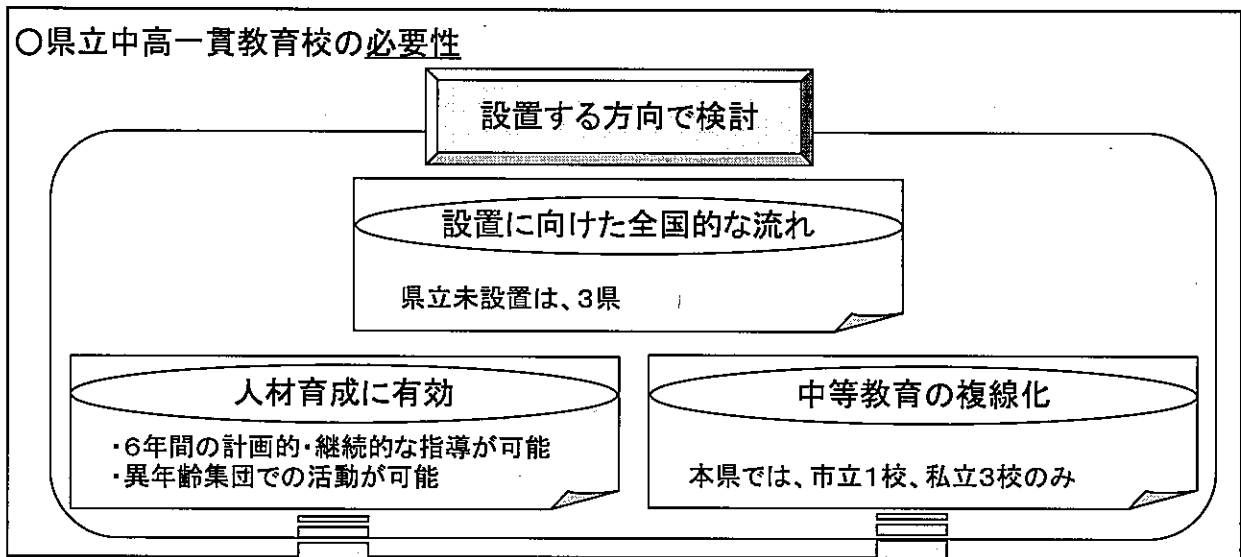 〇県立中高一貫教育校の必要性
設置する方向で検討
設置に向けた全国的な流れ
県立未設置は、3県
人材育成に有効
・6年間の計画的・継続的な指導が可能
・異年齢集団での活動が可能
中等教育の複線化
本県では、市立1校、私立3校のみ